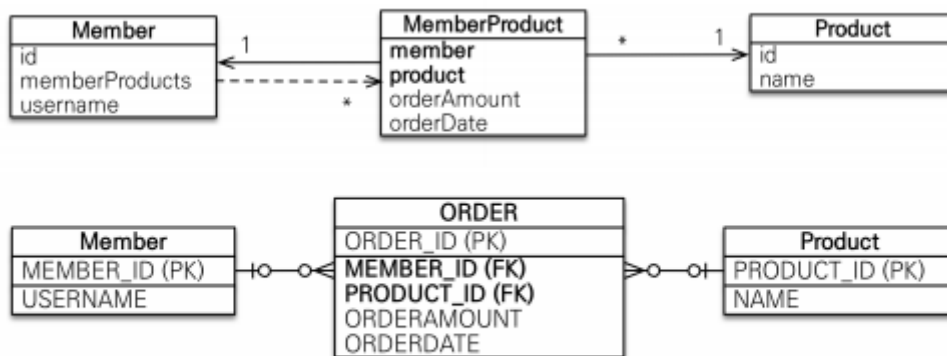 Member
id
memberProducts
username
1
*
MemberProduct
member
product
orderAmount
orderDate
*
1
Product
id
name
Member
MEMBER_ID (PK)
USERNAME
ORDER
ORDER_ID (PK)
MEMBER_ID (FK)
PRODUCT_ID (FK)
ORDERAMOUNT
ORDERDATE
Product
PRODUCT_ID (PK)
NAME